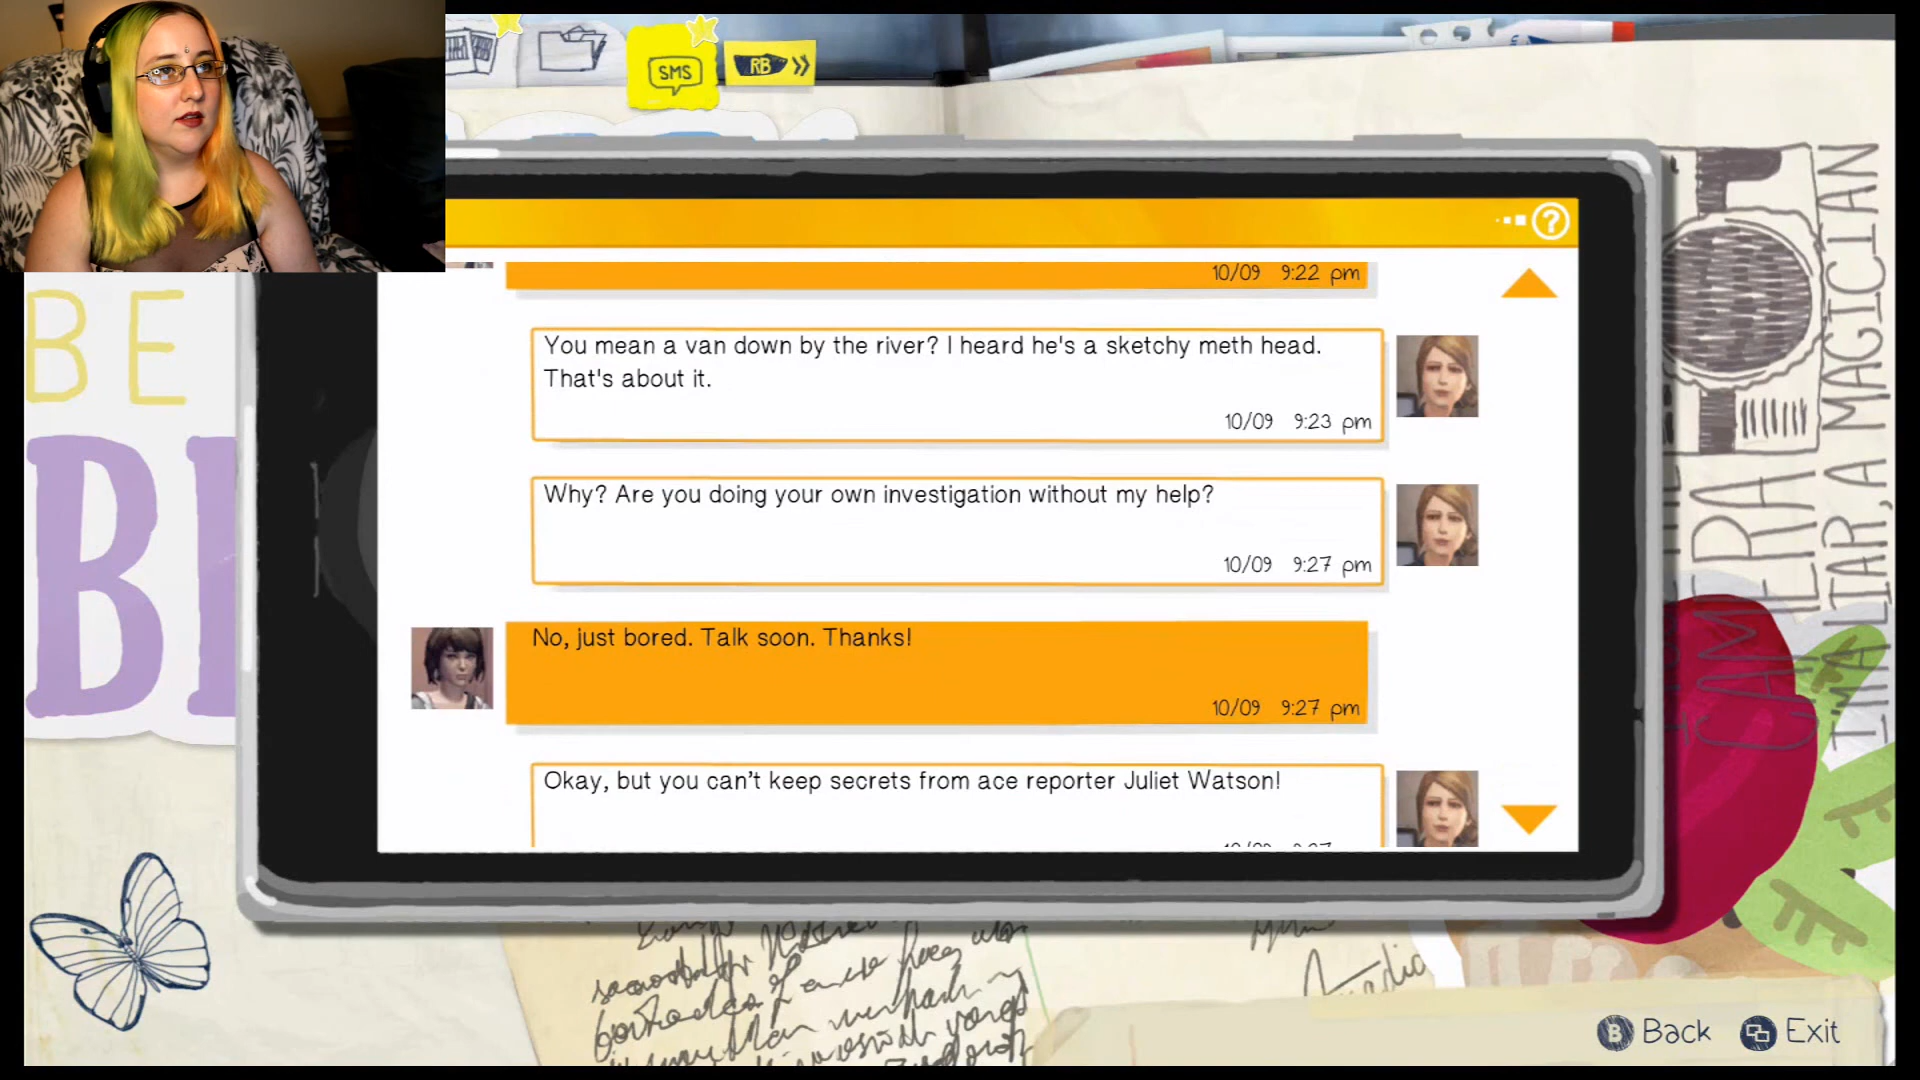 SMS
RB
10/09 9:22 pm
You mean a van down by the river? I heard he's a sketchy meth head.
That's about it.
10/09 9:23 pm
Why? Are you doing your own investigation without my help?
10/09 9:27 pm
No, just bored. Talk soon. Thanks!
10/09 9:27 pm
Okay, but you can't keep secrets from ace reporter Juliet Watson!
BE
CAMERA
I'M A LIAR, A MAGICIAN
B Back
Exit